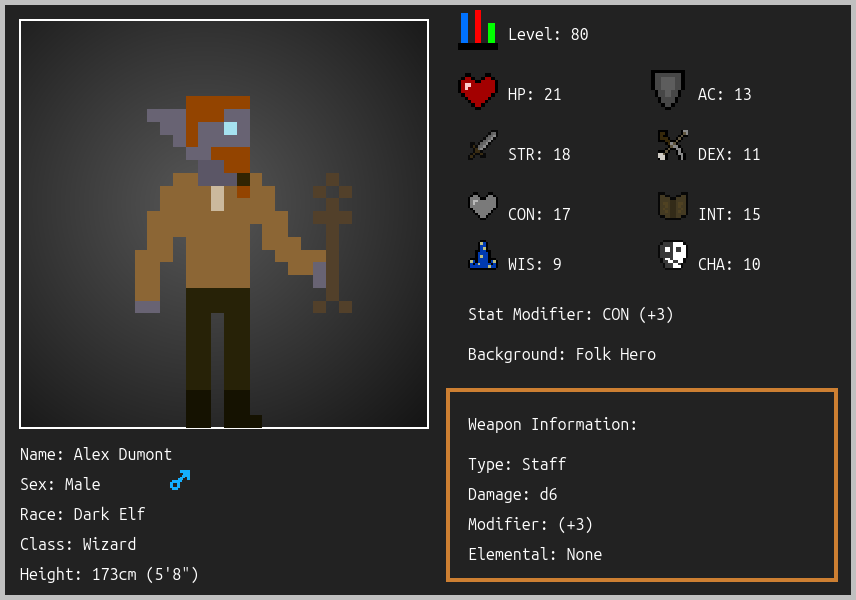 Level: 80
HP: 21
AC: 13
STR: 18
DEX: 11
CON: 17
INT: 15
WIS: 9
CHA: 10
Stat Modifier: CON (+3)
Background: Folk Hero
Weapon Information:
Type: Staff
Damage: d6
Modifier: (+3)
Elemental: None
Name: Alex Dumont
Sex: Male
Race: Dark Elf
Class: Wizard
Height: 173cm (5'8")